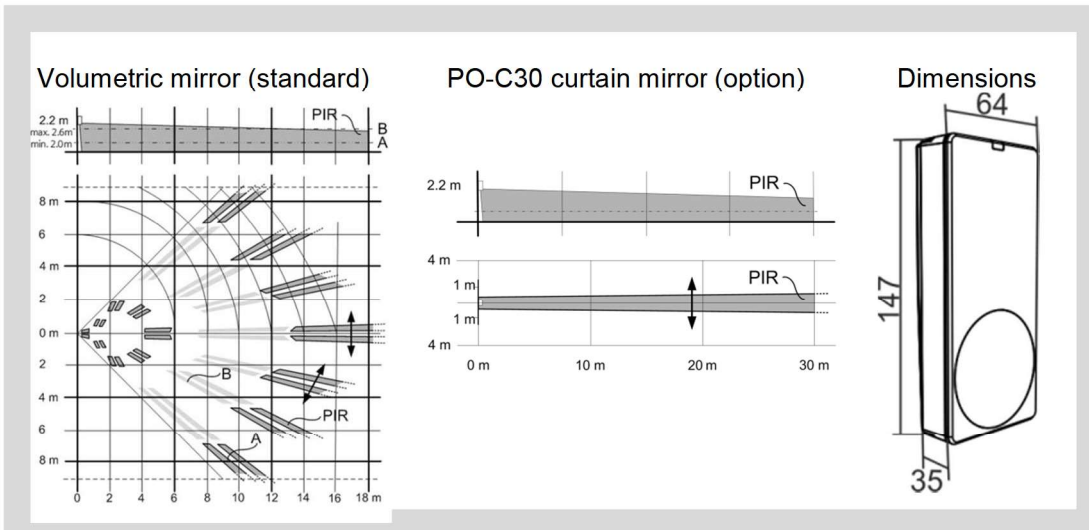 Volumetric mirror (standard)
PIR
2.2 m
max. 2.6m
min. 2.0m
B
A
8 m
6
4 m
2
0 m
2
4 m
6
8 m
B
PIR
A
0 2 4 6 8 10 12 14 16 18 m
PO-C30 curtain mirror (option)
2.2 m
PIR
4 m
1 m
1 m
4 m
PIR
0 m 10 m 20 m 30 m
Dimensions
64
147
35